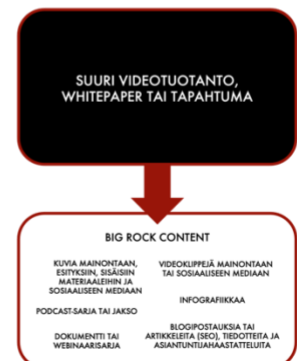 SUURI VIDEOTUOTANTO,
WHITEPAPER TAI TAPAHTUMA
BIG ROCK CONTENT
KUVIA MAINONTAAN,
ESITYKSIIN, SISÄISIIN
MATERIAALEIHIN JA
SOSIAALISEEN MEDIAAN
PODCAST-SARJA TAI JAKSO
DOKUMENTTI TAI
WEBINAARISARJA
VIDEOKLIPPEJÄ MAINONTAAN
TAI SOSIAALISEEN MEDIAAN
INFOGRAFIIKKAA
BLOGIPOSTAUKSIA TAI
ARTIKKELEITA (SEO), TIEDOTTEITA JA
ASIANTUNTIJAHAASTATTELUITA